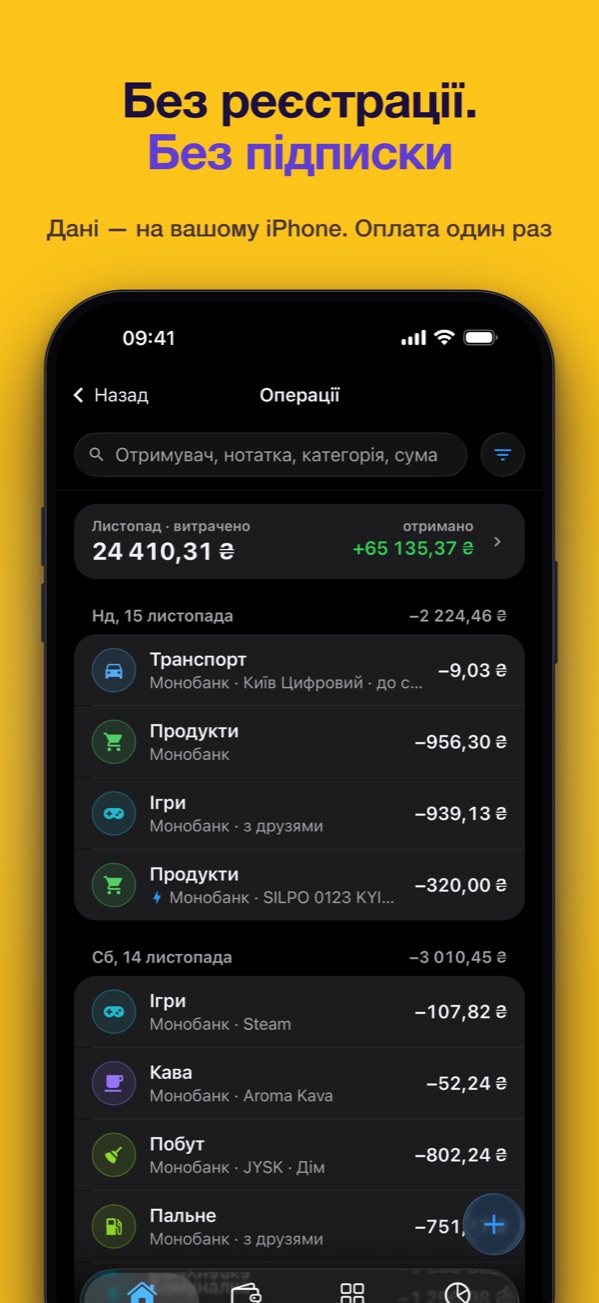 Без реєстрації.
Без підписки
Дані — на вашому iPhone. Оплата один раз
09:41
Назад
Операції
Отримувач, нотатка, категорія, сума
Листопад · витрачено
отримано
24 410,31 ₴
+65 135,37 ₴
Нд, 15 листопада
−2 224,46 ₴
Транспорт
Монобанк · Київ Цифровий · до с...
−9,03 ₴
Продукти
Монобанк
−956,30 ₴
Ігри
Монобанк · з друзями
−939,13 ₴
Продукти
Монобанк · SILPO 0123 KYI...
−320,00 ₴
Сб, 14 листопада
−3 010,45 ₴
Ігри
Монобанк · Steam
−107,82 ₴
Кава
Монобанк · Aroma Kava
−52,24 ₴
Побут
Монобанк · JYSK · Дім
−802,24 ₴
Пальне
Монобанк · з друзями
−751,